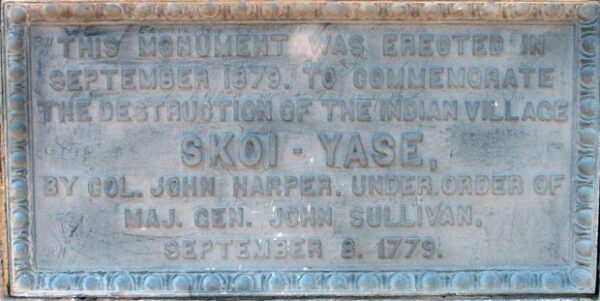 THIS MONUMENT WAS ERECTED IN
SEPTEMBER 1879. TO COMMEMORATE
THE DESTRUCTION OF THE INDIAN VILLAGE
SKOI-YASE,
BY COL. JOHN HARPER. UNDER.ORDER OF
MAJ. GEN. JOHN SULLIVAN.
SEPTEMBER 8, 1779.